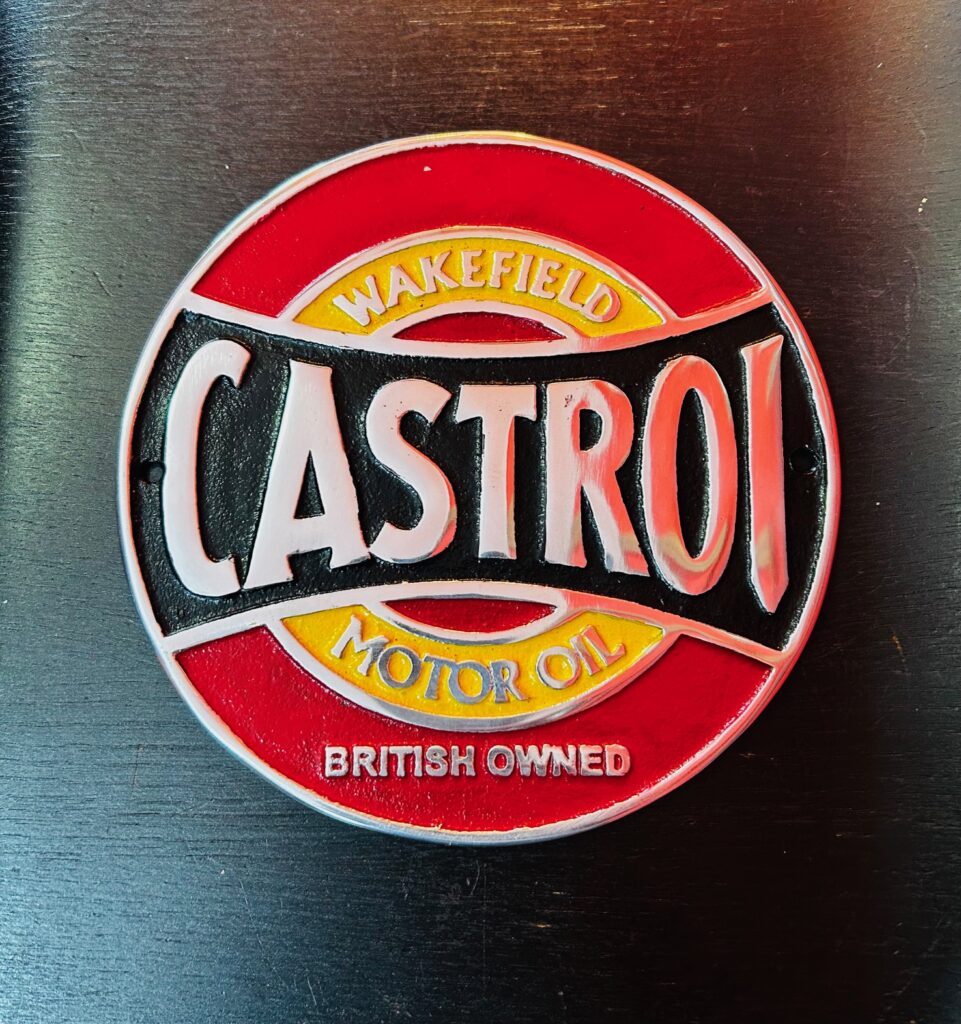 WAKEFIELD
CASTROI
MOTOR OIL
BRITISH OWNED